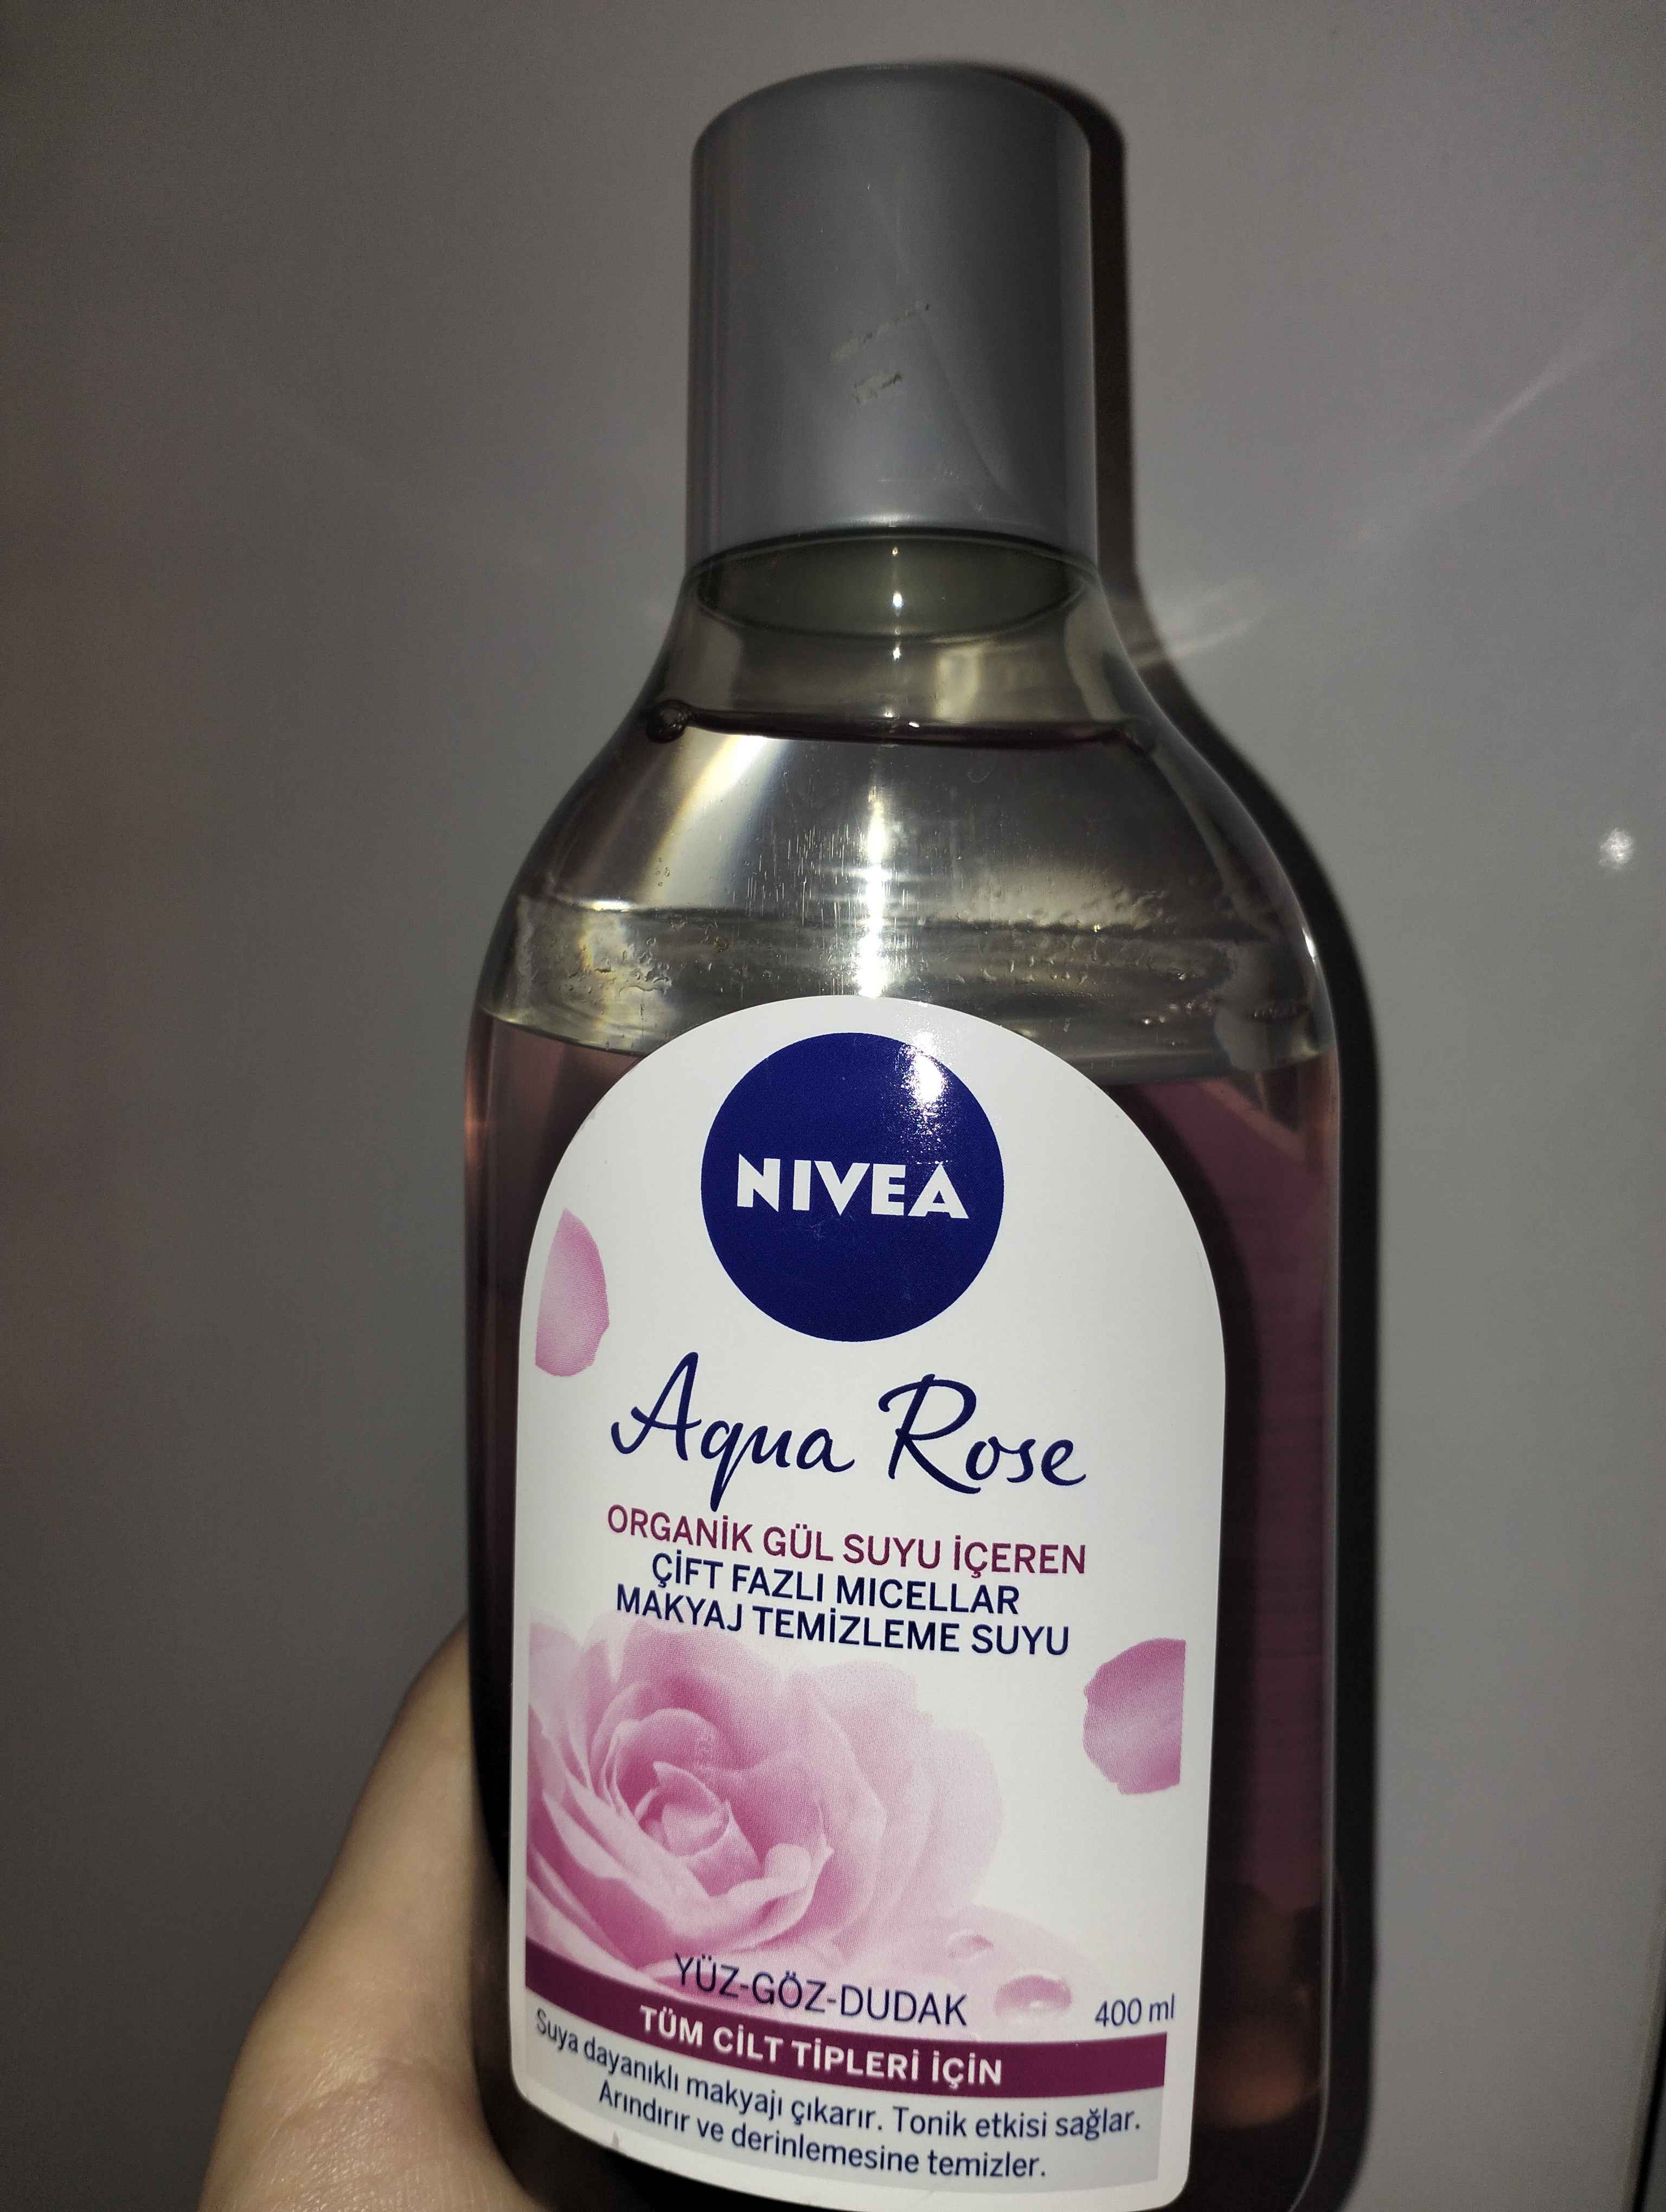 NIVEA
Aqua Rose
ORGANİK GÜL SUYU İÇEREN
ÇİFT FAZLI MICELLAR
MAKYAJ TEMİZLEME SUYU
YÜZ-GÖZ-DUDAK
400 ml
TÜM CİLT TİPLERİ İÇİN
Suya dayanıklı makyajı çıkarır. Tonik etkisi sağlar.
Arındırır ve derinlemesine temizler.